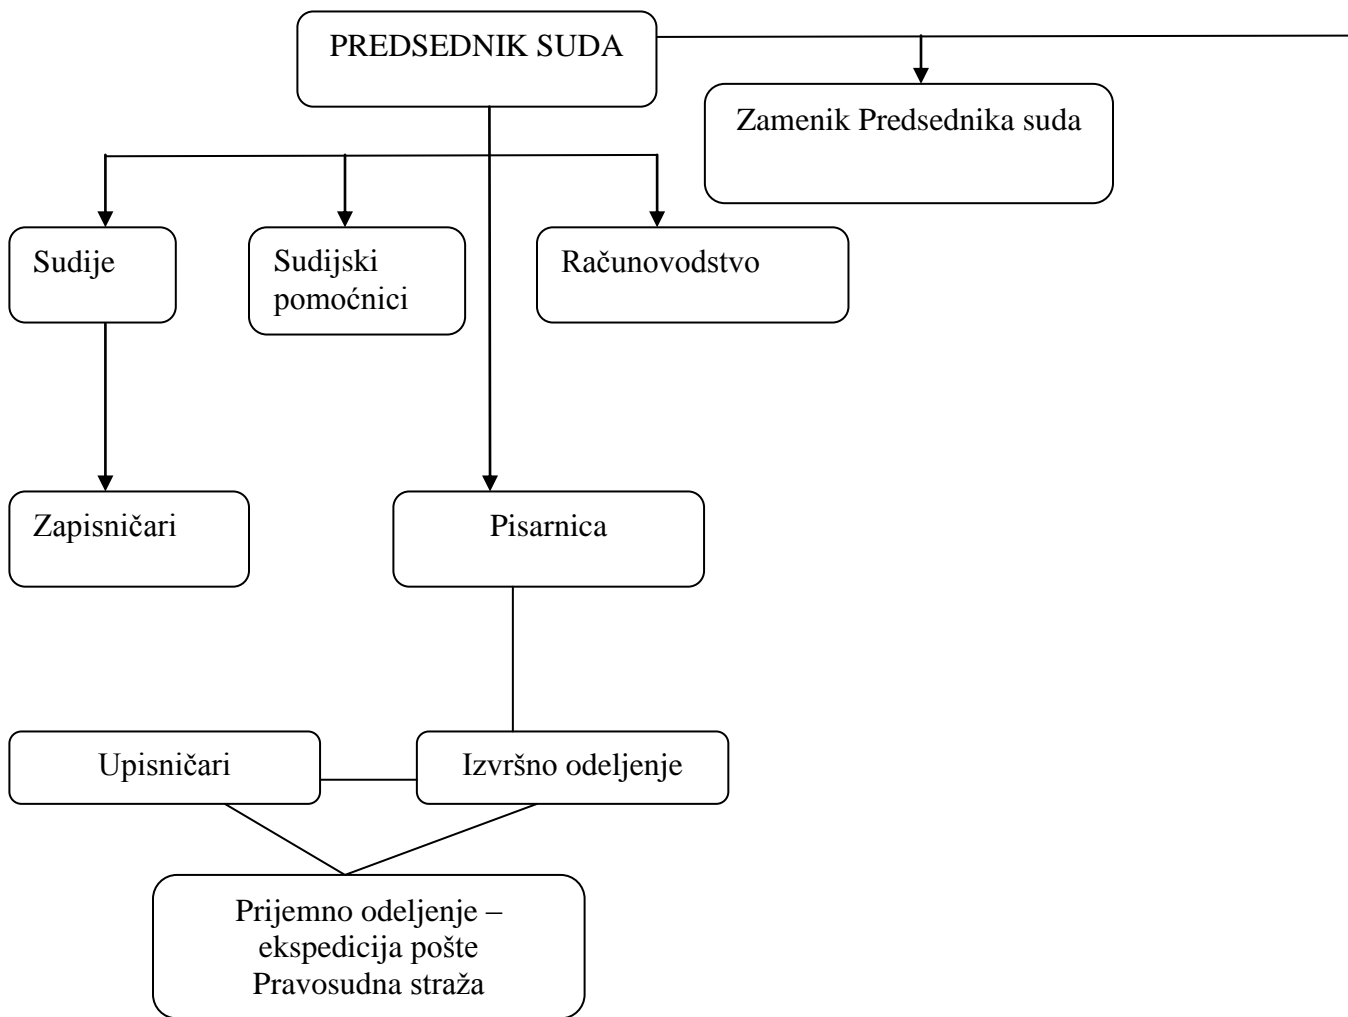 PREDSEDNIK SUDA
Zamenik Predsednika suda
Sudije
Sudijski
pomoćnici
Računovodstvo
Zapisničari
Pisarnica
Upisničari
Izvršno odeljenje
Prijemno odeljenje –
ekspedicija pošte
Pravosudna straža